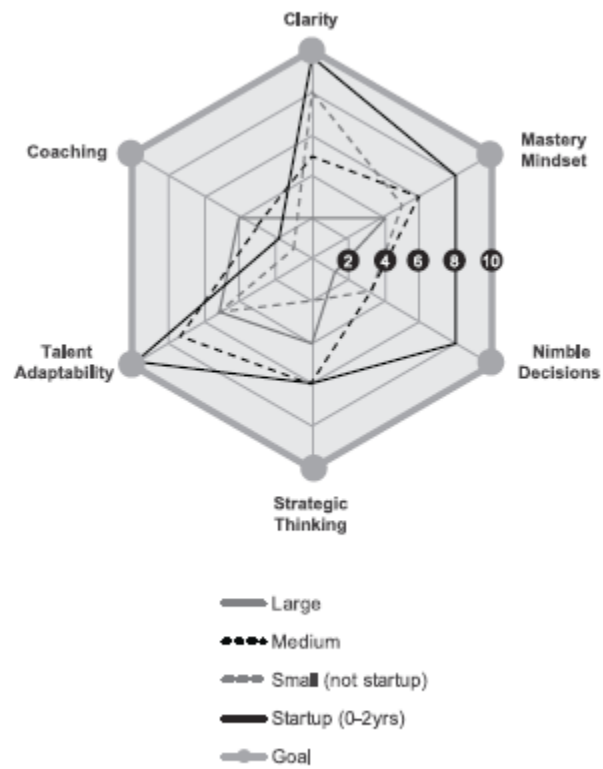 Clarity
Coaching
Mastery
Mindset
2 4 6 8 10
Talent
Adaptability
Nimble
Decisions
Strategic
Thinking
Large
Medium
Small (not startup)
Startup (0-2yrs)
Goal